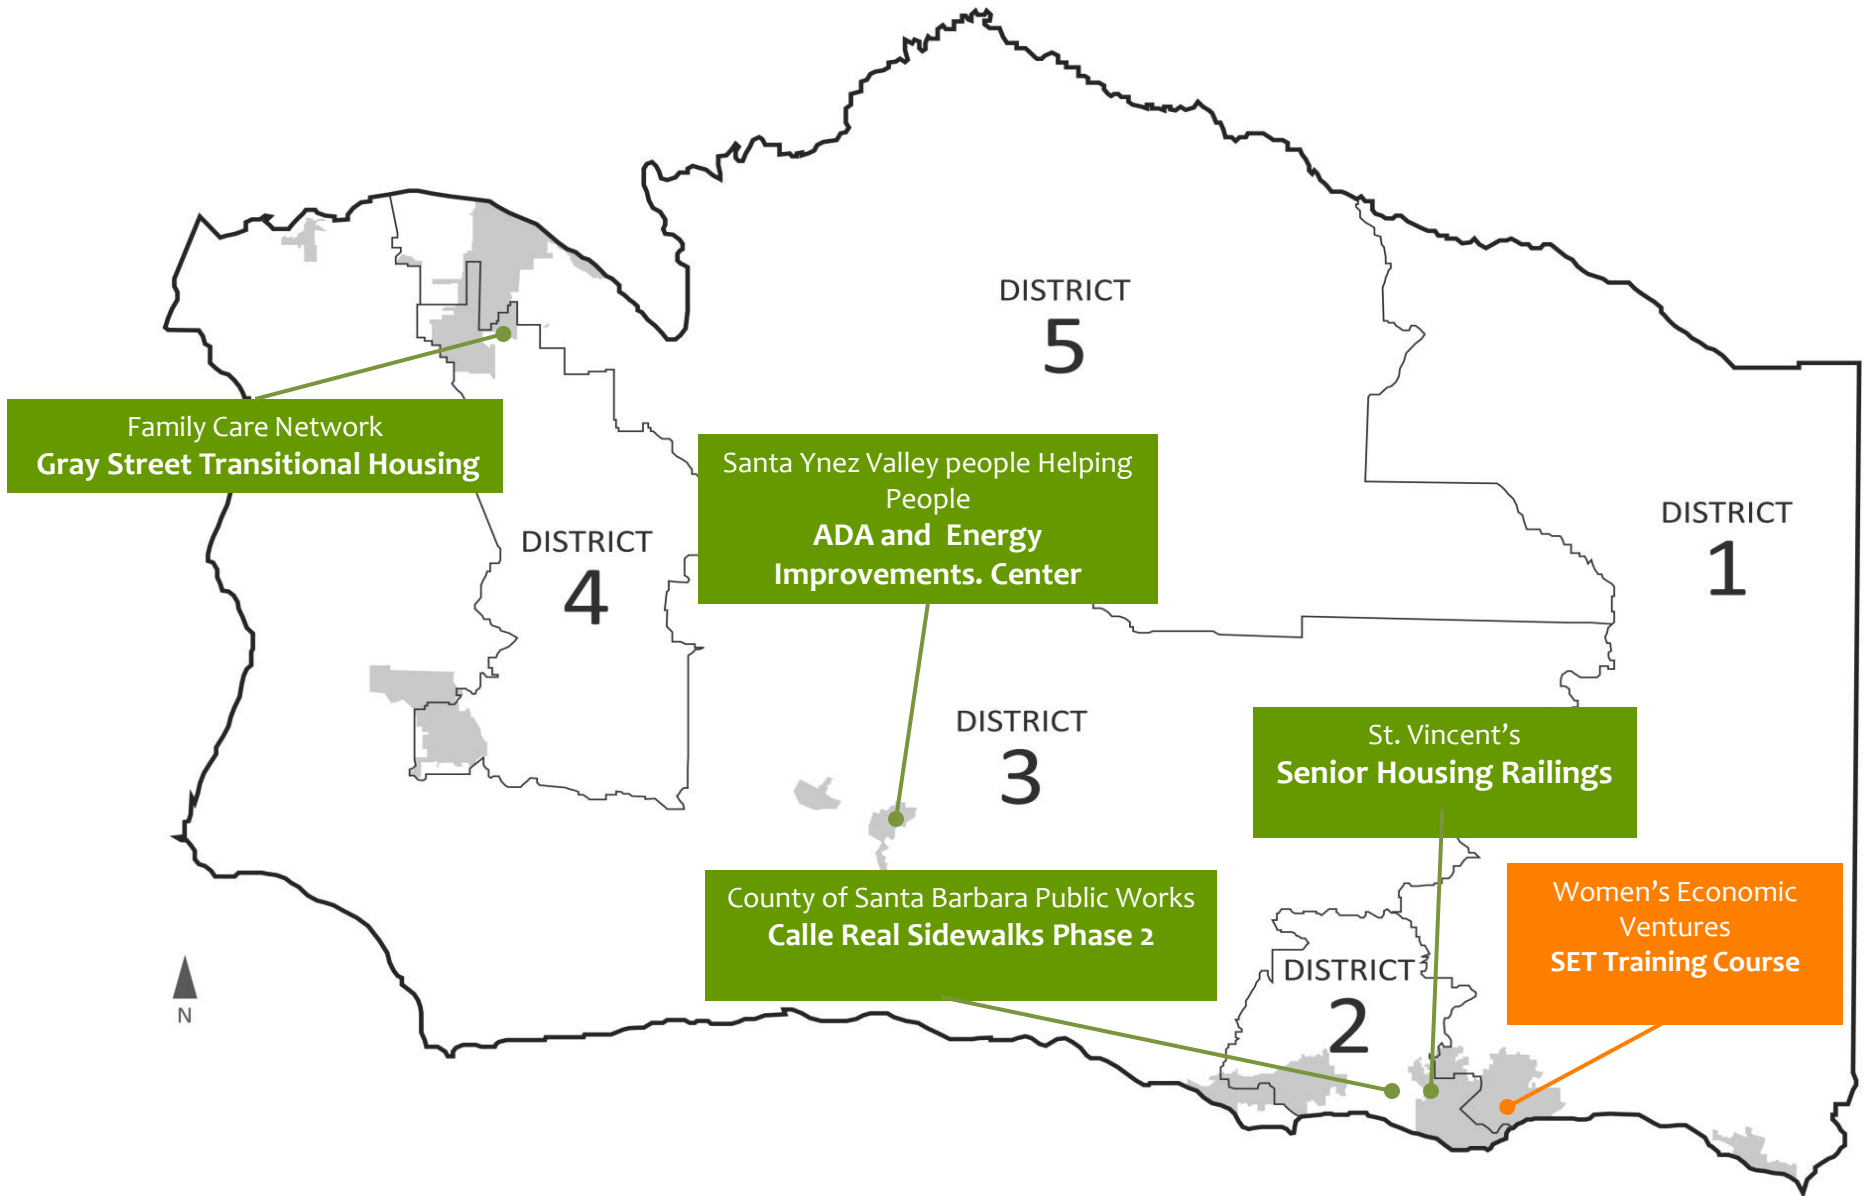 DISTRICT
5
Family Care Network
Gray Street Transitional Housing
Santa Ynez Valley people Helping
People
ADA and Energy
Improvements. Center
DISTRICT
4
DISTRICT
1
DISTRICT
3
St. Vincent's
Senior Housing Railings
County of Santa Barbara Public Works
Calle Real Sidewalks Phase 2
Women's Economic
Ventures
SET Training Course
DISTRICT
2
N